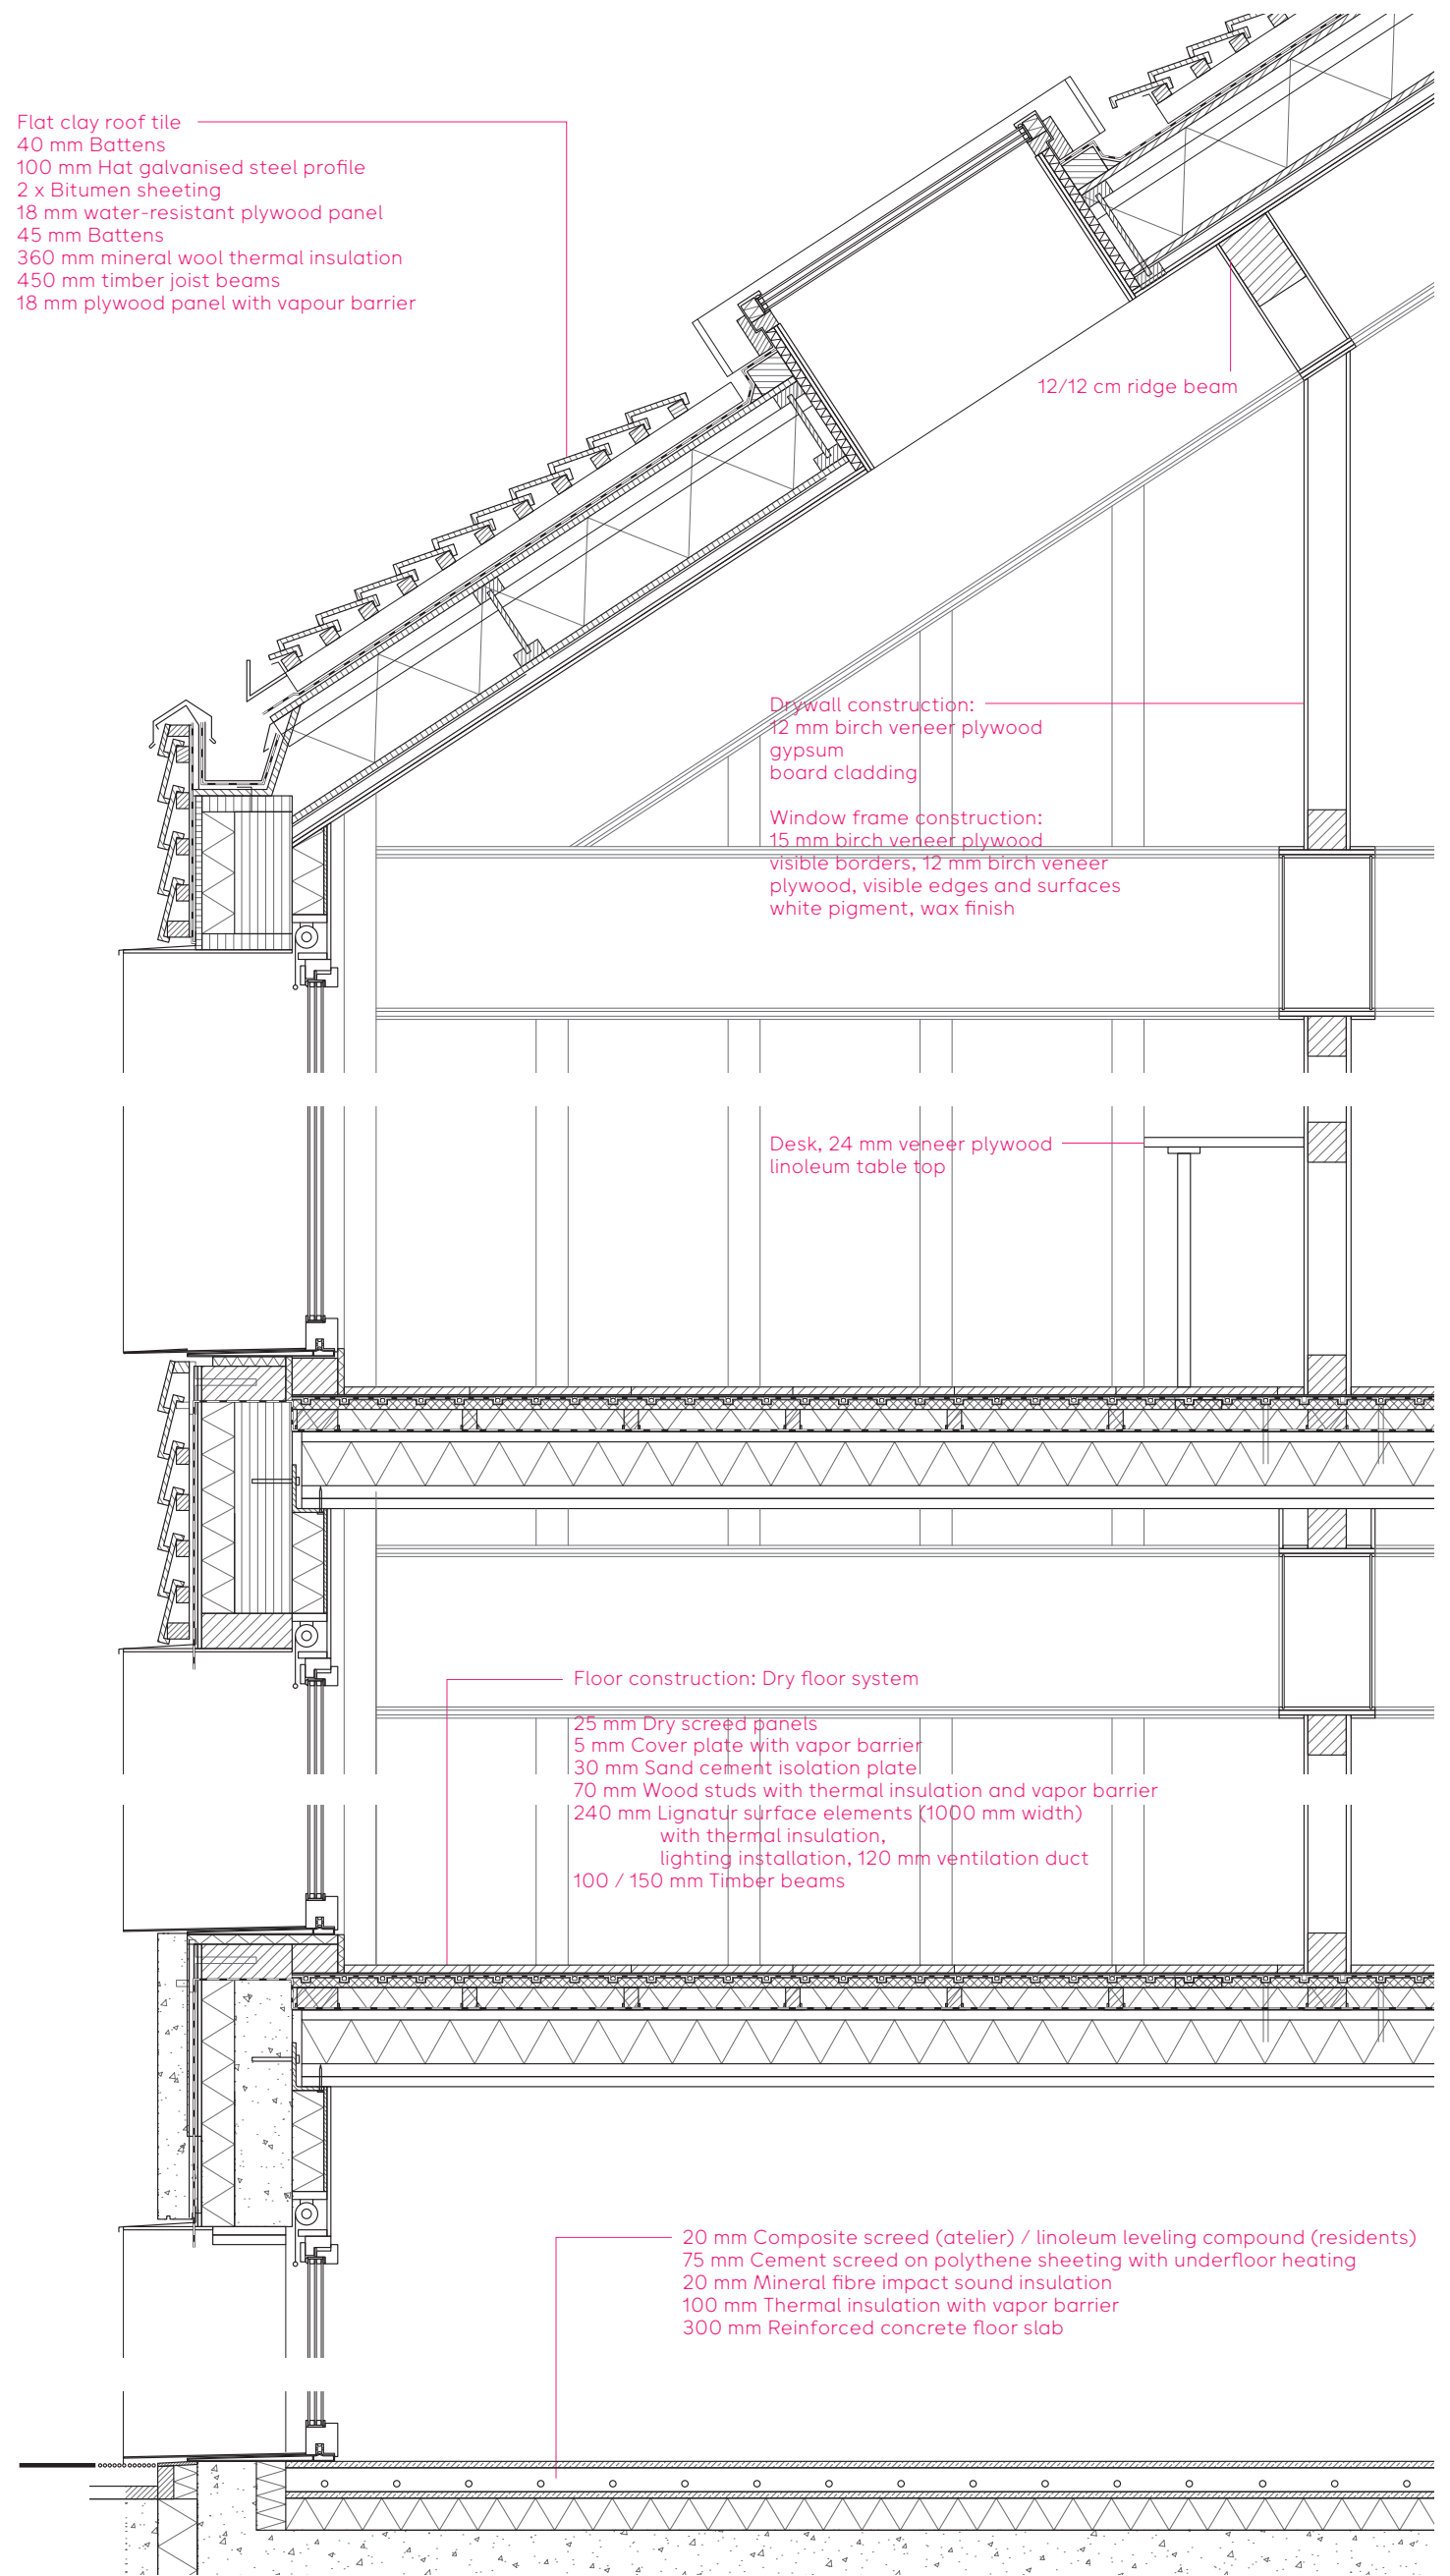 Flat clay roof tile
40 mm Battens
100 mm Hat galvanised steel profile
2 x Bitumen sheeting
18 mm water-resistant plywood panel
45 mm Battens
360 mm mineral wool thermal insulation
450 mm timber joist beams
18 mm plywood panel with vapour barrier
12/12 cm ridge beam
Drywall construction:
12 mm birch veneer plywood
gypsum
board cladding
Window frame construction:
15 mm birch veneer plywood
visible borders, 12 mm birch veneer
plywood, visible edges and surfaces
white pigment, wax finish
Desk, 24 mm veneer plywood
linoleum table top
Floor construction: Dry floor system
25 mm Dry screed panels
5 mm Cover plate with vapor barrier
30 mm Sand cement isolation plate
70 mm Wood studs with thermal insulation and vapor barrier
240 mm Lignatur surface elements (1000 mm width)
with thermal insulation,
lighting installation, 120 mm ventilation duct
100 / 150 mm Timber beams
20 mm Composite screed (atelier) / linoleum leveling compound (residents)
75 mm Cement screed on polythene sheeting with underfloor heating
20 mm Mineral fibre impact sound insulation
100 mm Thermal insulation with vapor barrier
300 mm Reinforced concrete floor slab